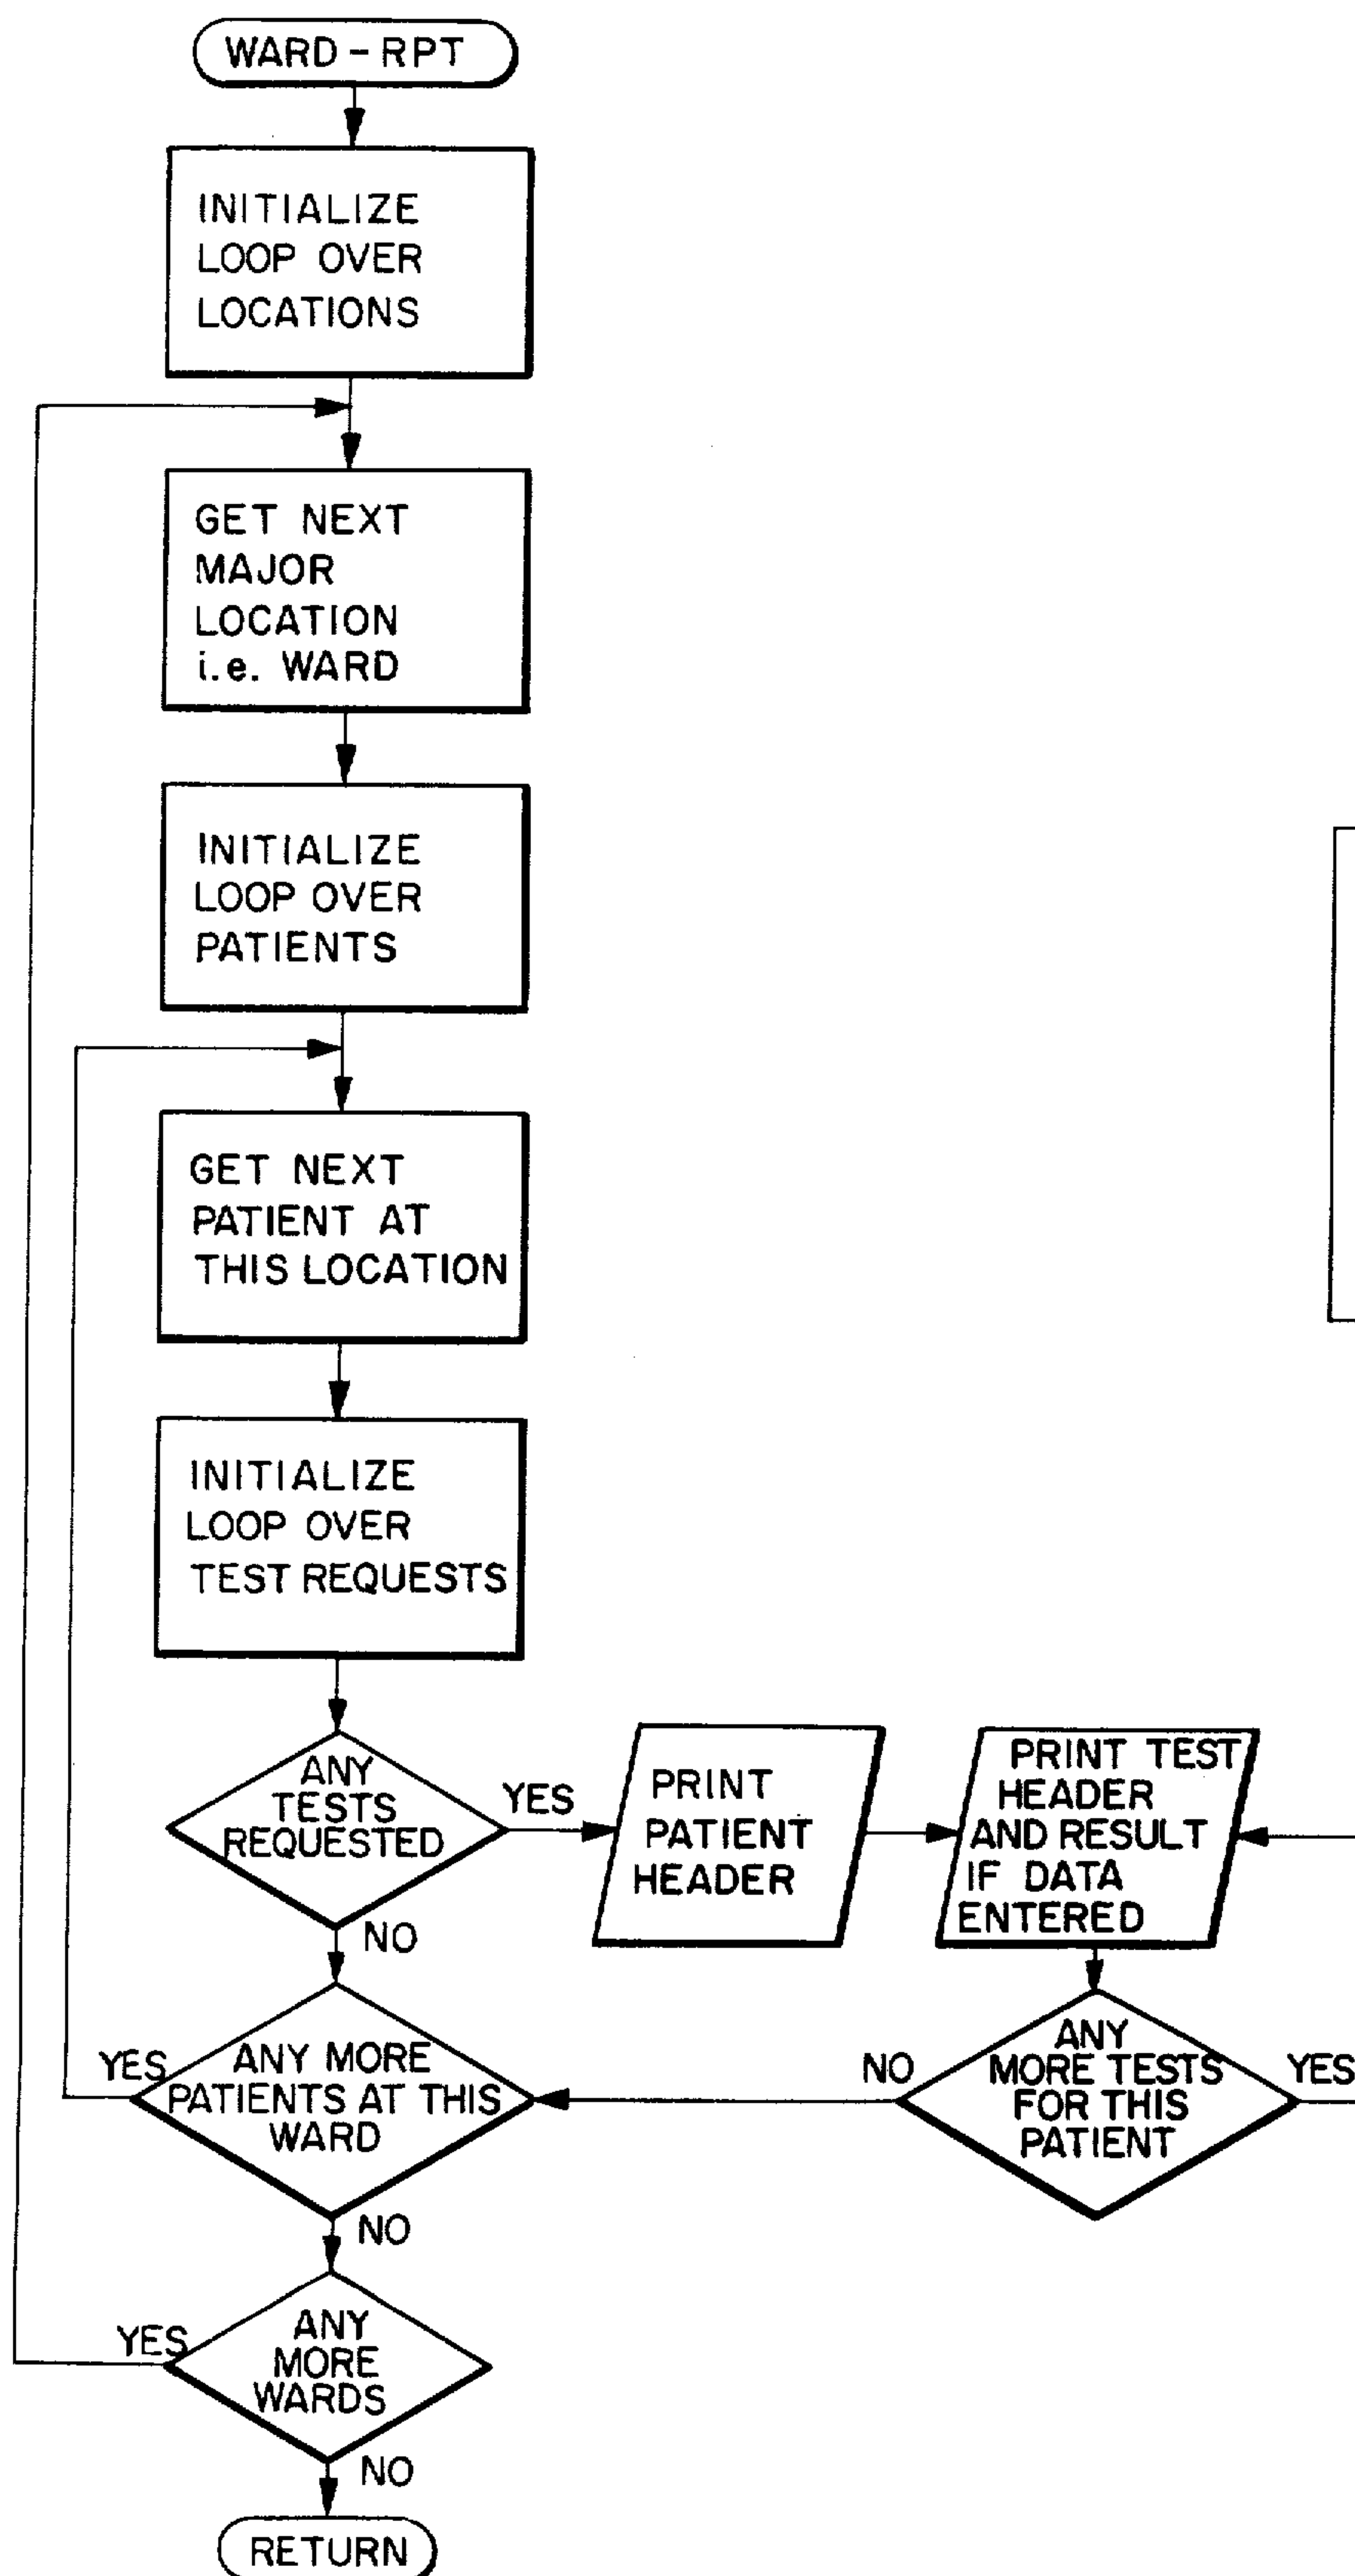 WARD - RPT
INITIALIZE
LOOP OVER
LOCATIONS
GET NEXT
MAJOR
LOCATION
i.e. WARD
INITIALIZE
LOOP OVER
PATIENTS
GET NEXT
PATIENT AT
THIS LOCATION
INITIALIZE
LOOP OVER
TEST REQUESTS
ANY
TESTS
REQUESTED
YES
NO
PRINT
PATIENT
HEADER
PRINT TEST
HEADER
AND RESULT
IF DATA
ENTERED
ANY MORE
PATIENTS AT THIS
WARD
YES
NO
ANY
MORE TESTS
FOR THIS
PATIENT
NO
YES
ANY
MORE
WARDS
YES
NO
RETURN